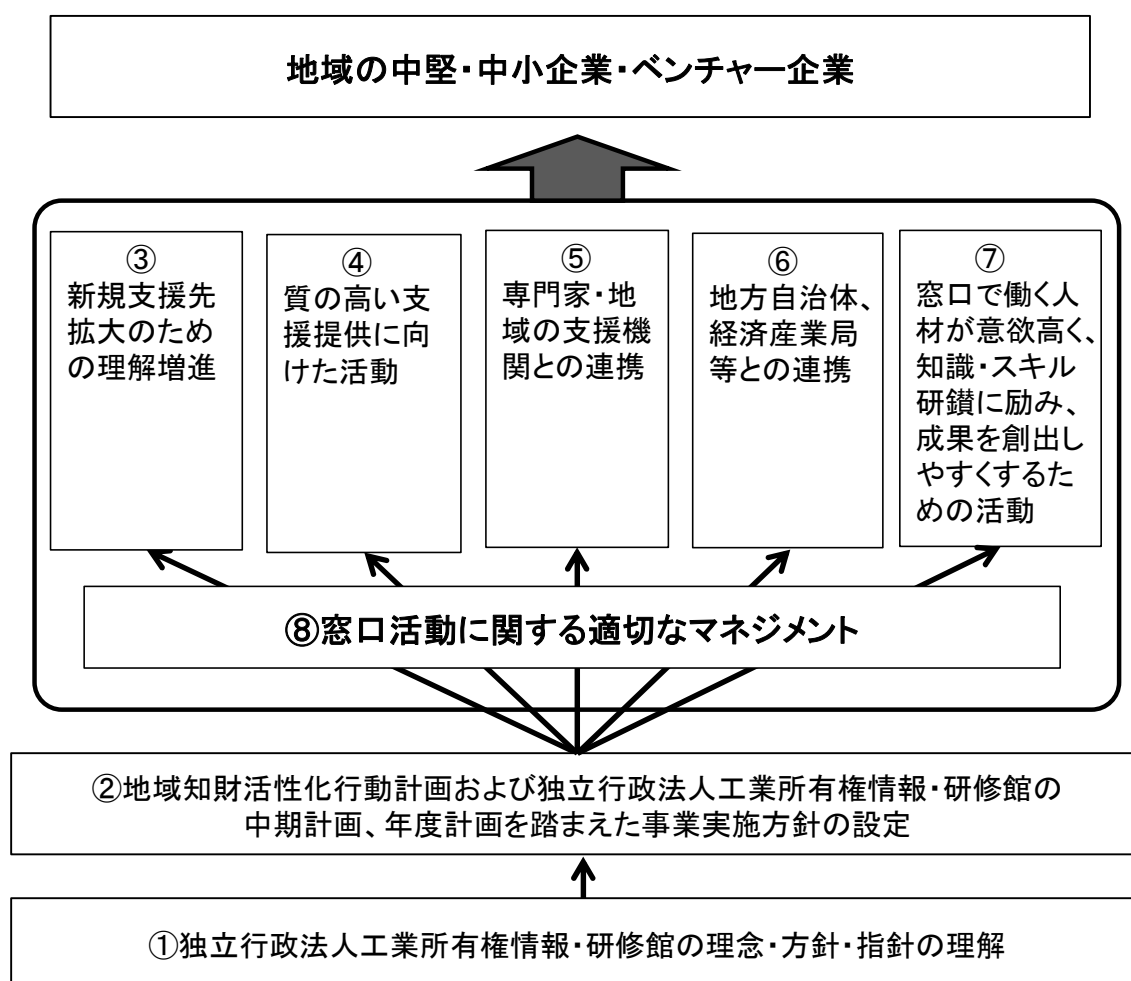 地域の中堅・中小企業・ベンチャー企業
③
新規支援先
拡大のため
の理解増進
④
質の高い支
援提供に向
けた活動
⑤
専門家・地
域の支援機
関との連携
⑥
地方自治体、
経済産業局
等との連携
⑦
窓口で働く人
材が意欲高く、
知識・スキル
研鑚に励み、
成果を創出し
やすくするた
めの活動
⑧窓口活動に関する適切なマネジメント
②地域知財活性化行動計画および独立行政法人工業所有権情報・研修館の
中期計画、年度計画を踏まえた事業実施方針の設定
①独立行政法人工業所有権情報・研修館の理念・方針・指針の理解